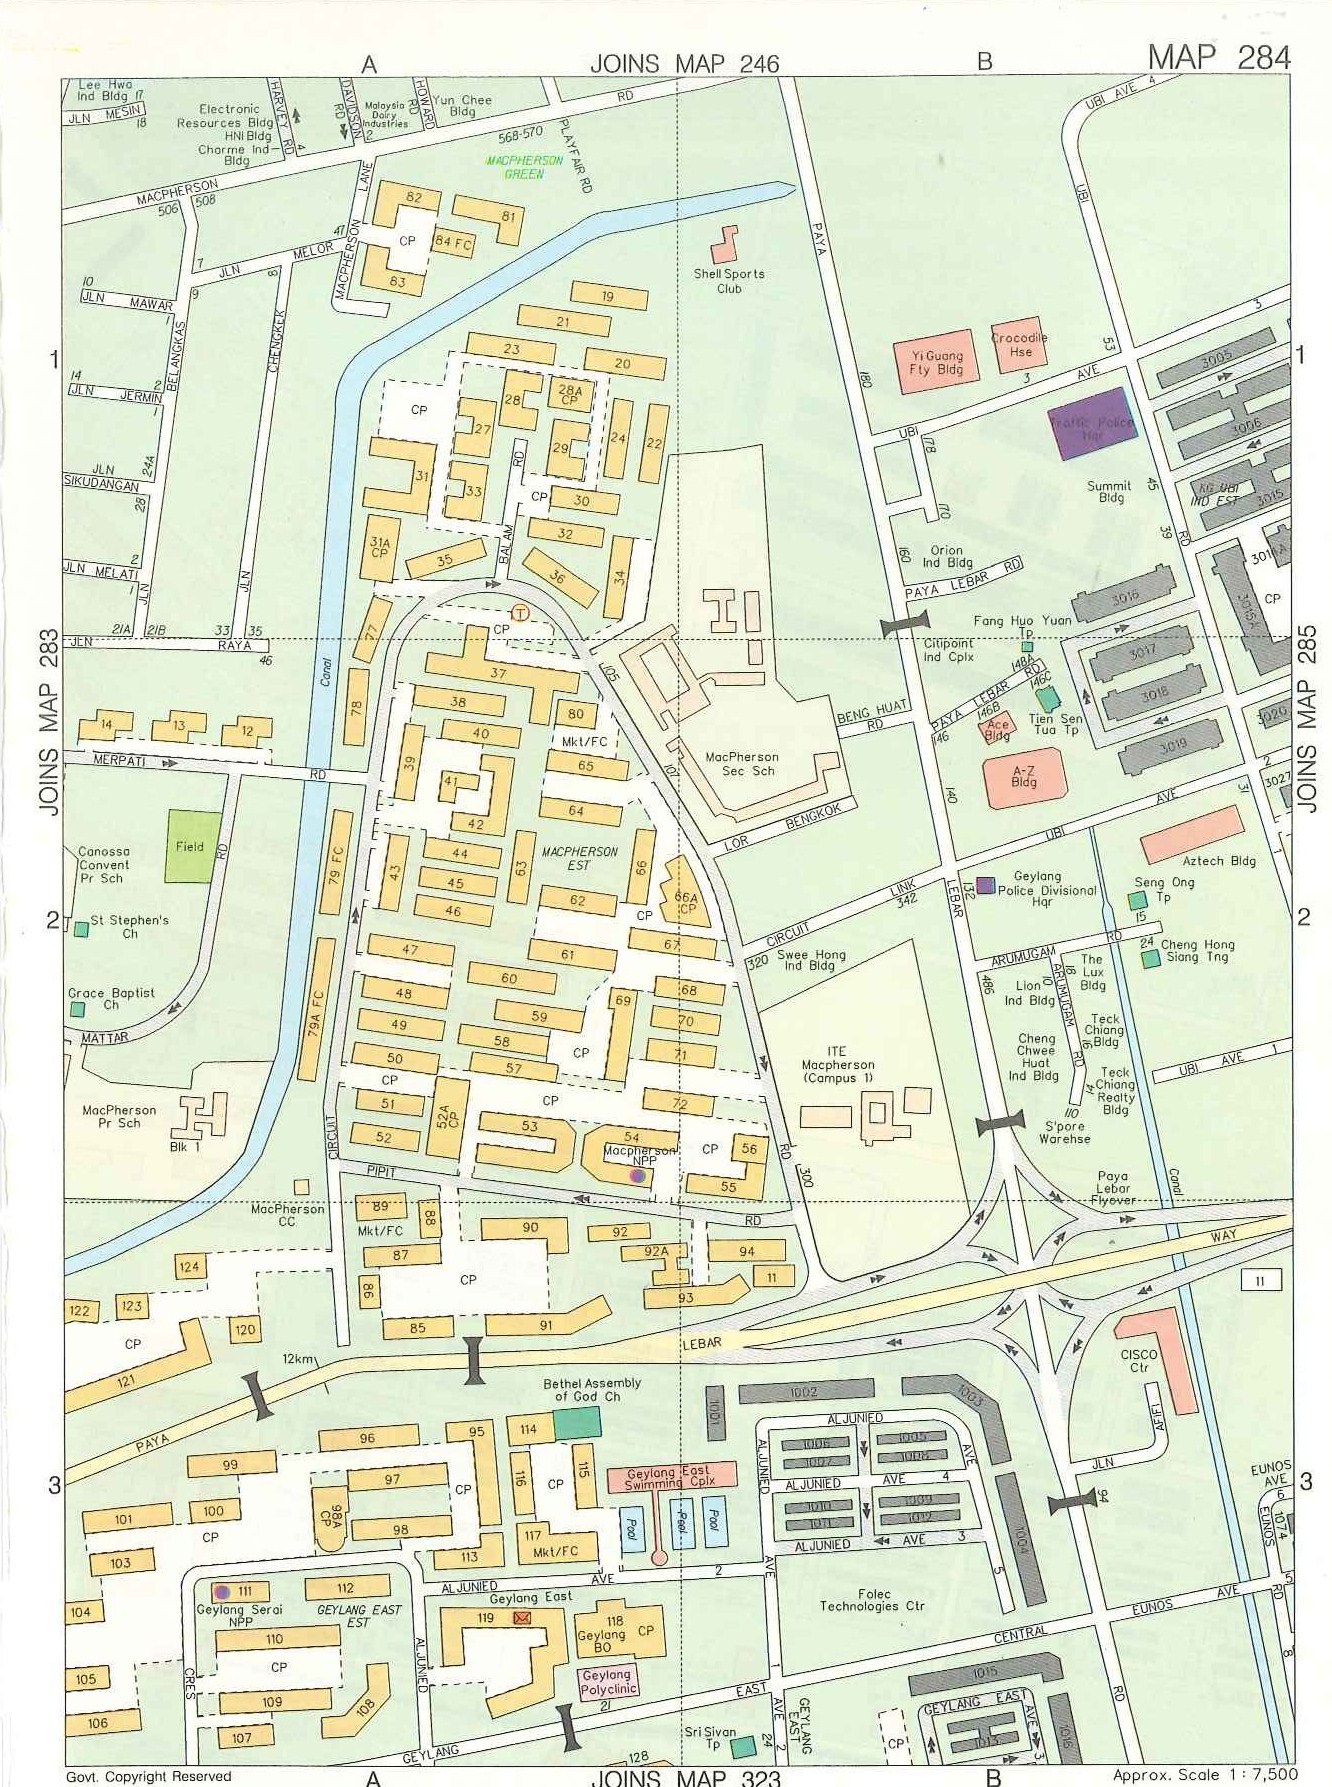 A
JOINS MAP 246
B
MAP 284
Lee Hwa
Ind Bldg 17
JLN MESIN
18
Electronic
Resources Bldg
HNI Bldg
Charme Ind
Bldg
HARVEY RD
4
DAVIDSON RD
2
Malaysia
Dairy
Industries
HOWARD RD
Yun Chee
Bldg
RD
568-570
PLAYFAIR RD
MACPHERSON
GREEN
UBI AVE 4
MACPHERSON
506
508
LANE
82
81
CP
84 FC
83
47
MACPHERSON
7
JLN MELOR
8
9
10
JLN MAWAR
1
BELANGKAS
CHENGKEK
UBI
PAYA
Shell Sports
Club
19
21
23
20
CP
28
28A
CP
27
29
24
22
31
33
RD
CP
30
BALAM
32
31A
CP
35
36
34
T
CP
1
14
JLN JERMIN
2
1
JLN
SIKUDANGAN
24A
28
JLN MELATI
2
1
JLN
JLN
21A
21B
33
35
JLN RAYA
46
Canal
180
Yi Guang
Fty Bldg
Crocodile
Hse
3
AVE
53
3
UBI
178
170
Traffic Police
Hqr
Summit
Bldg
45
39
RD
3005
3006
KG UBI
IND EST
3015
1
160
Orion
Ind Bldg
PAYA LEBAR RD
3016
3017
3018
3019
3015A
CP
3020
3027
Fang Huo Yuan
Tp
Citipoint
Ind Cplx
148A
146C
PAYA LEBAR RD
146B
146
Ace
Bldg
Tien Sen
Tua Tp
A-Z
Bldg
140
BENG HUAT
RD
JOINS MAP 283
JOINS MAP 285
77
78
37
38
40
80
Mkt/FC
39
41
42
65
64
43
44
45
46
63
MACPHERSON
EST
62
66
66A
CP
CP
67
105
107
MacPherson
Sec Sch
LOR BENGKOK
14
13
12
MERPATI RD
Field
RD
Canossa
Convent
Pr Sch
St Stephen's
Ch
Grace Baptist
Ch
MATTAR
79 FC
79A FC
2
2
UBI AVE
2
31
1
Aztech Bldg
Geylang
Police Divisional
Hqr
132
LEBAR
Seng Ong
Tp
15
CIRCUIT LINK
342
320
Swee Hong
Ind Bldg
ARUMUGAM RD
24
Cheng Hong
Siang Tng
The
Lux
Bldg
18
10
486
Lion
Ind Bldg
ARUMUGAM
RD
Teck
Chiang
Bldg
16
14
110
Cheng
Chwee
Huat
Ind Bldg
Teck
Chiang
Realty
Bldg
S'pore
Warehse
UBI AVE 1
47
48
49
50
CP
51
52
52A
CP
60
59
58
57
61
CP
69
68
70
71
72
CP
53
54
Macpherson
NPP
CP
56
55
ITE
Macpherson
(Campus 1)
RD
300
MacPherson
Pr Sch
Blk 1
CIRCUIT
MacPherson
CC
PIPIT RD
89
Mkt/FC
88
87
86
85
90
CP
91
92
92A
94
11
93
Paya
Lebar
Flyover
Canal
WAY
11
124
122
123
120
CP
121
12km
PAYA
LEBAR
CISCO
Ctr
AFIFI
JLN
Bethel Assembly
of God Ch
114
115
116
CP
117
Mkt/FC
95
96
97
98
98A
CP
CP
99
100
101
CP
103
104
105
106
113
111
Geylang Serai
NPP
112
GEYLANG EAST
EST
110
CP
109
108
107
CRES
ALJUNIED
Geylang East
Swimming Cplx
Pool
Pool
Pool
1001
1002
1003
1004
ALJUNIED
ALJUNIED
1005
1006
1007
1008
AVE
ALJUNIED AVE 4
1009
1010
1011
1012
ALJUNIED AVE 3
5
94
EUNOS
AVE
6
1074
EUNOS
5
RD
8
3
3
ALJUNIED AVE 2
Geylang East
119
118
Geylang
BO
CP
Geylang
Polyclinic
21
AVE
1
Folec
Technologies Ctr
EUNOS AVE
GEYLANG EAST CENTRAL
Sri Sivan
Tp
24
AVE 2
GEYLANG
EAST
128
CP
1015
GEYLANG EAST
AVE 3
1013
1016
RD
Govt. Copyright Reserved
A
JOINS MAP 323
B
Approx. Scale 1 : 7,500